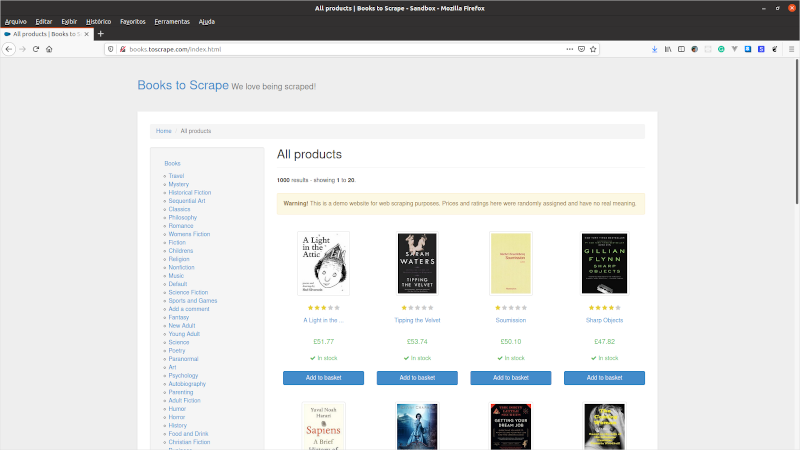 All products | Books to Scrape - Sandbox - Mozilla Firefox
Arquivo Editar Exibir Histórico Favoritos Ferramentas Ajuda
All products | Books to S
books.toscrape.com/index.html
Books to Scrape We love being scraped!
Home / All products
Books
Travel
Mystery
Historical Fiction
Sequential Art
Classics
Philosophy
Romance
Womens Fiction
Fiction
Childrens
Religion
Nonfiction
Music
Default
Science Fiction
Sports and Games
Add a comment
Fantasy
New Adult
Young Adult
Science
Poetry
Paranormal
Art
Psychology
Autobiography
Parenting
Adult Fiction
Humor
Horror
History
Food and Drink
Christian Fiction
All products
1000 results - showing 1 to 20.
Warning! This is a demo website for web scraping purposes. Prices and ratings here were randomly assigned and have no real meaning.
A Light
in the
Attic
SARAH
WATERS
TIPPING
THE VELVET
GILLIAN
FLYNN
SHARP
OBJECTS
A Light in the ...
Tipping the Velvet
Soumission
Sharp Objects
£51.77
£53.74
£50.10
£47.82
In stock
In stock
In stock
In stock
Add to basket
Add to basket
Add to basket
Add to basket
Yuval Noah
Harari
Sapiens
A Brief
History of
GETTING YOUR
DREAM JOB